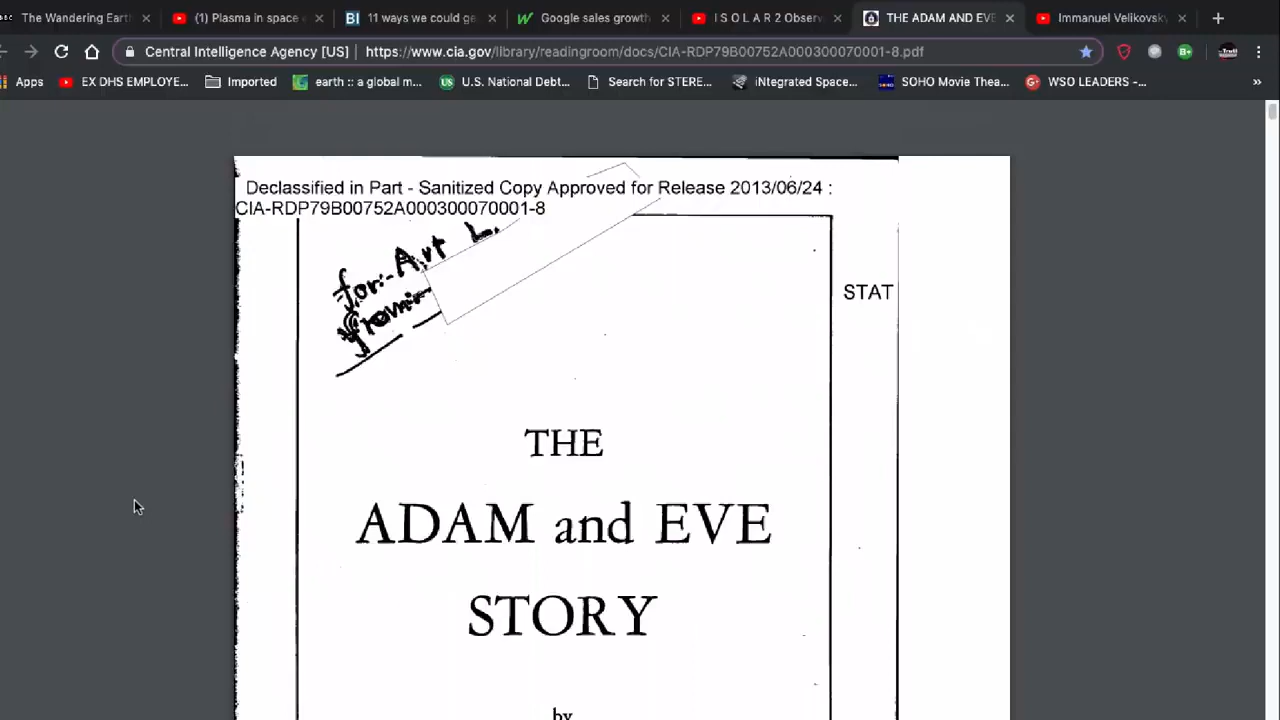 The Wandering Earth
(1) Plasma in space
11 ways we could ge
Google sales growth
I S O L A R 2 Observ
THE ADAM AND EVE
Immanuel Velikovsky
Central Intelligence Agency [US] | https://www.cia.gov/library/readingroom/docs/CIA-RDP79B00752A000300070001-8.pdf
Apps
EX DHS EMPLOYE...
Imported
earth :: a global m...
U.S. National Debt...
Search for STERE...
iNtegrated Space...
SOHO Movie Thea...
WSO LEADERS -...
Declassified in Part - Sanitized Copy Approved for Release 2013/06/24 :
CIA-RDP79B00752A000300070001-8
for:- Art L.
from:-
STAT
THE
ADAM and EVE
STORY
by